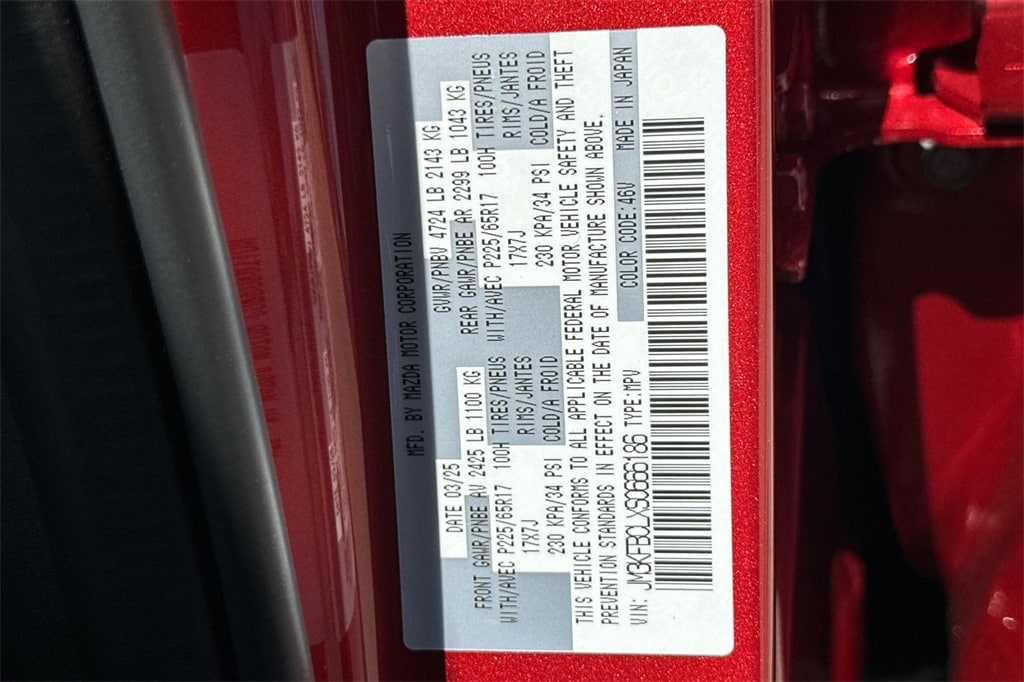 MFD. BY MAZDA MOTOR CORPORATION
DATE 03/25 GVWR/PNBV 4724 LB 2143 KG
FRONT GAWR/PNBE AV 2425 LB 1100 KG REAR GAWR/PNBE AR 2299 LB 1043 KG
WITH/AVEC P225/65R17 100H TIRES/PNEUS WITH/AVEC P225/65R17 100H TIRES/PNEUS
17X7J RIMS/JANTES 17X7J RIMS/JANTES
230 KPA/34 PSI COLD/A FROID 230 KPA/34 PSI COLD/A FROID
THIS VEHICLE CONFORMS TO ALL APPLICABLE FEDERAL MOTOR VEHICLE SAFETY AND THEFT
PREVENTION STANDARDS IN EFFECT ON THE DATE OF MANUFACTURE SHOWN ABOVE.
VIN: JM3KFBCLXS0666186 TYPE:MPV COLOR CODE:46V MADE IN JAPAN